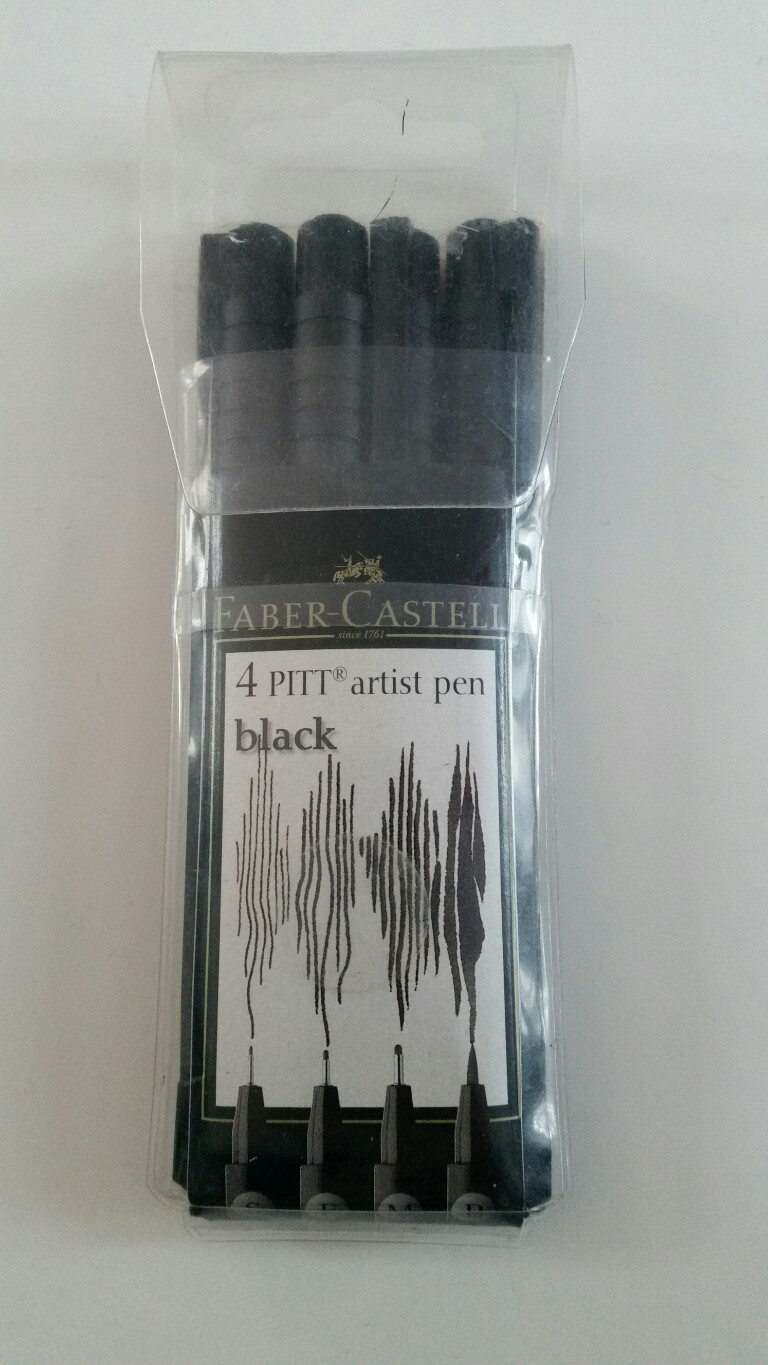 FABER-CASTELL
since 1761
4 PITT® artist pen
black
S F M B